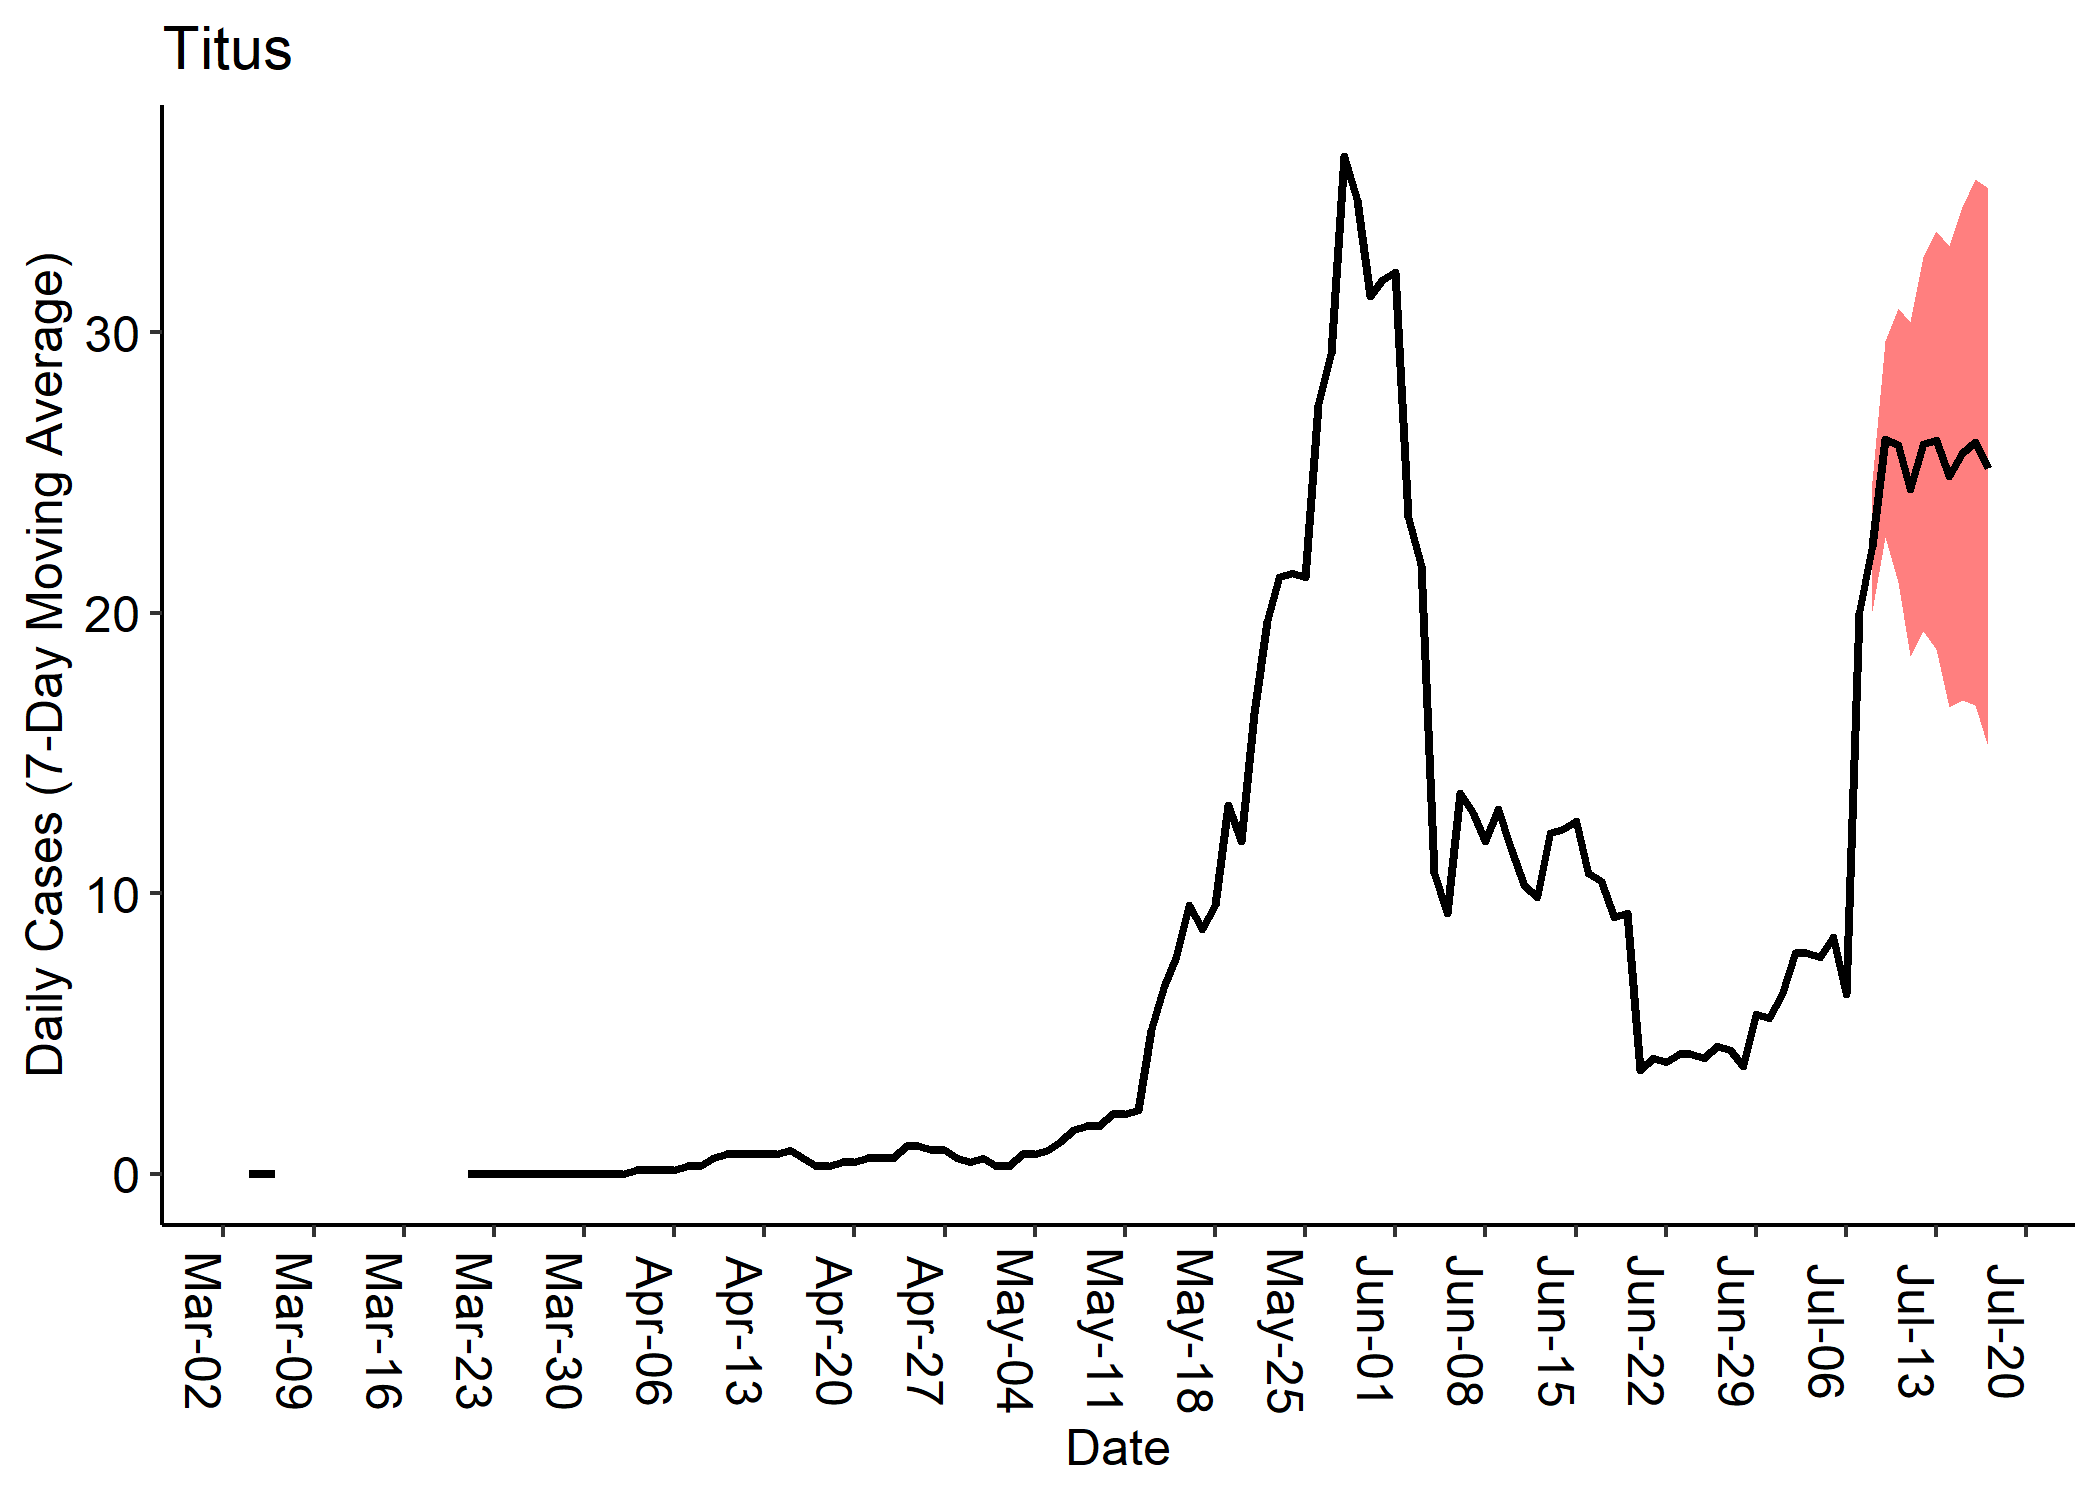 Titus
Daily Cases (7-Day Moving Average)
30
20
10
0
Mar-02
Mar-09
Mar-16
Mar-23
Mar-30
Apr-06
Apr-13
Apr-20
Apr-27
May-04
May-11
May-18
May-25
Jun-01
Jun-08
Jun-15
Jun-22
Jun-29
Jul-06
Jul-13
Jul-20
Date